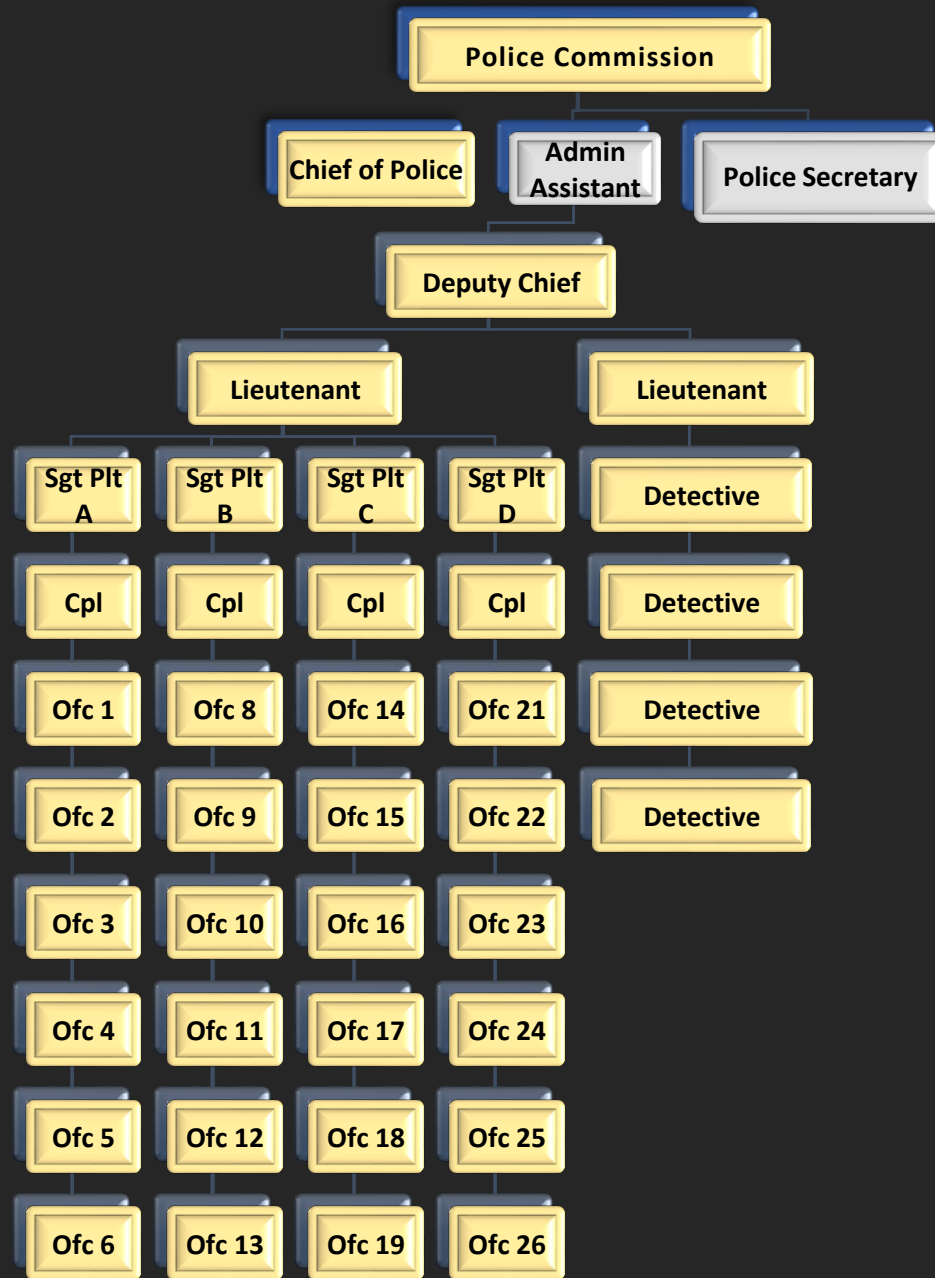 Police Commission
Chief of Police
Admin
Assistant
Police Secretary
Deputy Chief
Lieutenant
Lieutenant
Sgt Plt
A
Sgt Plt
B
Sgt Plt
C
Sgt Plt
D
Detective
Cpl
Cpl
Cpl
Cpl
Detective
Ofc 1
Ofc 8
Ofc 14
Ofc 21
Detective
Ofc 2
Ofc 9
Ofc 15
Ofc 22
Detective
Ofc 3
Ofc 10
Ofc 16
Ofc 23
Ofc 4
Ofc 11
Ofc 17
Ofc 24
Ofc 5
Ofc 12
Ofc 18
Ofc 25
Ofc 6
Ofc 13
Ofc 19
Ofc 26